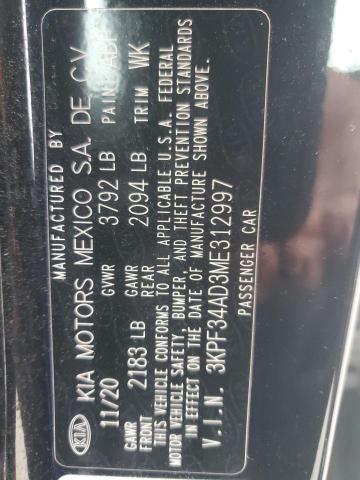 MANUFACTURED BY
KIA KIA MOTORS MEXICO S.A. DE C.V.
11/20 GVWR 3792 LB PAINT ABP
GAWR FRONT 2183 LB GAWR REAR 2094 LB TRIM WK
THIS VEHICLE CONFORMS TO ALL APPLICABLE U.S.A. FEDERAL
MOTOR VEHICLE SAFETY, BUMPER, AND THEFT PREVENTION STANDARDS
IN EFFECT ON THE DATE OF MANUFACTURE SHOWN ABOVE.
V.I.N. 3KPF34AD3ME312997
PASSENGER CAR